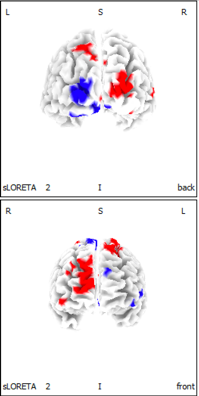 L S R
sLORETA 2 I back
R S L
sLORETA 2 I front